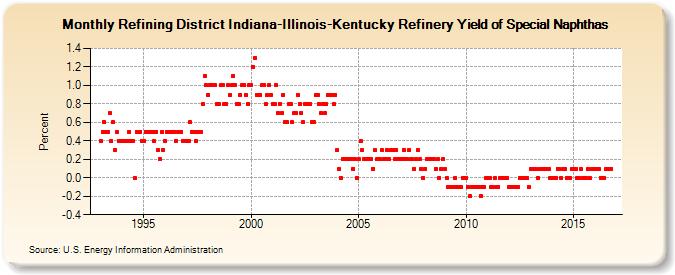 Monthly Refining District Indiana-Illinois-Kentucky Refinery Yield of Special Naphthas
Percent
1.4
1.2
1.0
0.8
0.6
0.4
0.2
0.0
-0.2
-0.4
1995 2000 2005 2010 2015
Source: U.S. Energy Information Administration